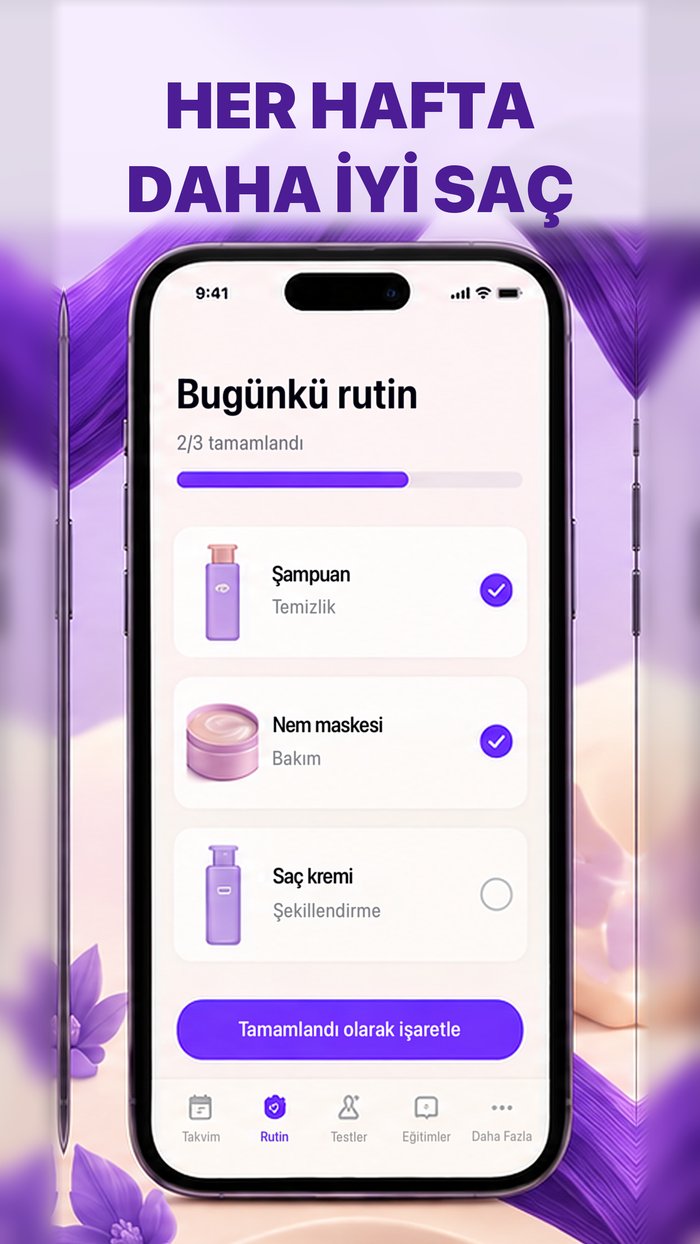 HER HAFTA
DAHA İYİ SAÇ
9:41
Bugünkü rutin
2/3 tamamlandı
Şampuan
Temizlik
Nem maskesi
Bakım
Saç kremi
Şekillendirme
Tamamlandı olarak işaretle
Takvim
Rutin
Testler
Eğitimler
Daha Fazla